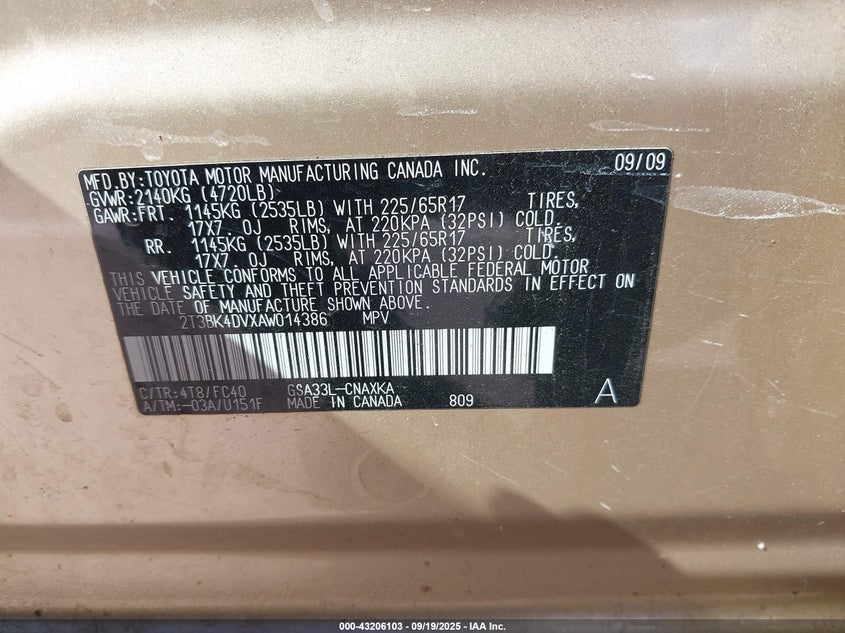 MFD.BY:TOYOTA MOTOR MANUFACTURING CANADA INC. 09/09
GVWR:2140KG (4720LB)
GAWR:FRT. 1145KG (2535LB) WITH 225/65R17 TIRES,
17X7.0J RIMS, AT 220KPA (32PSI) COLD.
RR. 1145KG (2535LB) WITH 225/65R17 TIRES,
17X7.0J RIMS, AT 220KPA (32PSI) COLD.
THIS VEHICLE CONFORMS TO ALL APPLICABLE FEDERAL MOTOR
VEHICLE SAFETY AND THEFT PREVENTION STANDARDS IN EFFECT ON
THE DATE OF MANUFACTURE SHOWN ABOVE.
2T3BK4DVXAW014386 MPV
C/TR:4T8/FC40 GSA33L-CNAXKA
A/TM:-03A/U151F MADE IN CANADA 809 A
000-43206103 - 09/19/2025 - IAA Inc.